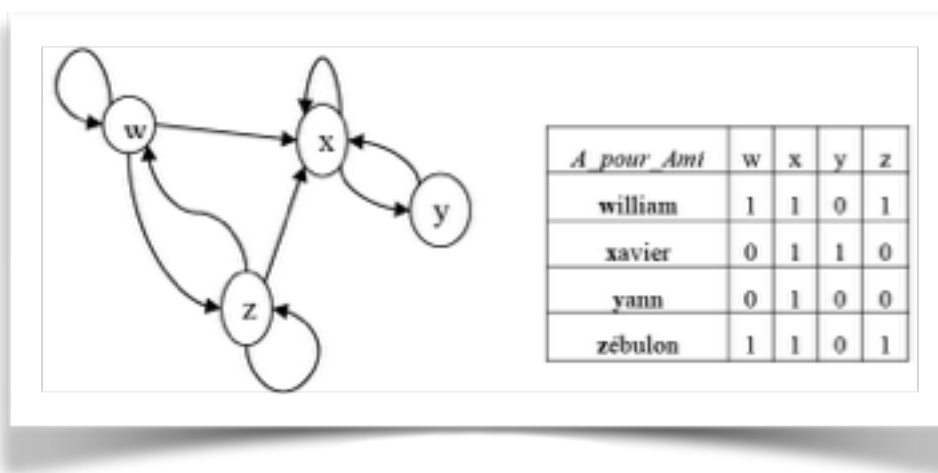 w
x
y
z
A_pour_Ami w x y z
william 1 1 0 1
xavier 0 1 1 0
yann 0 1 0 0
zébulon 1 1 0 1